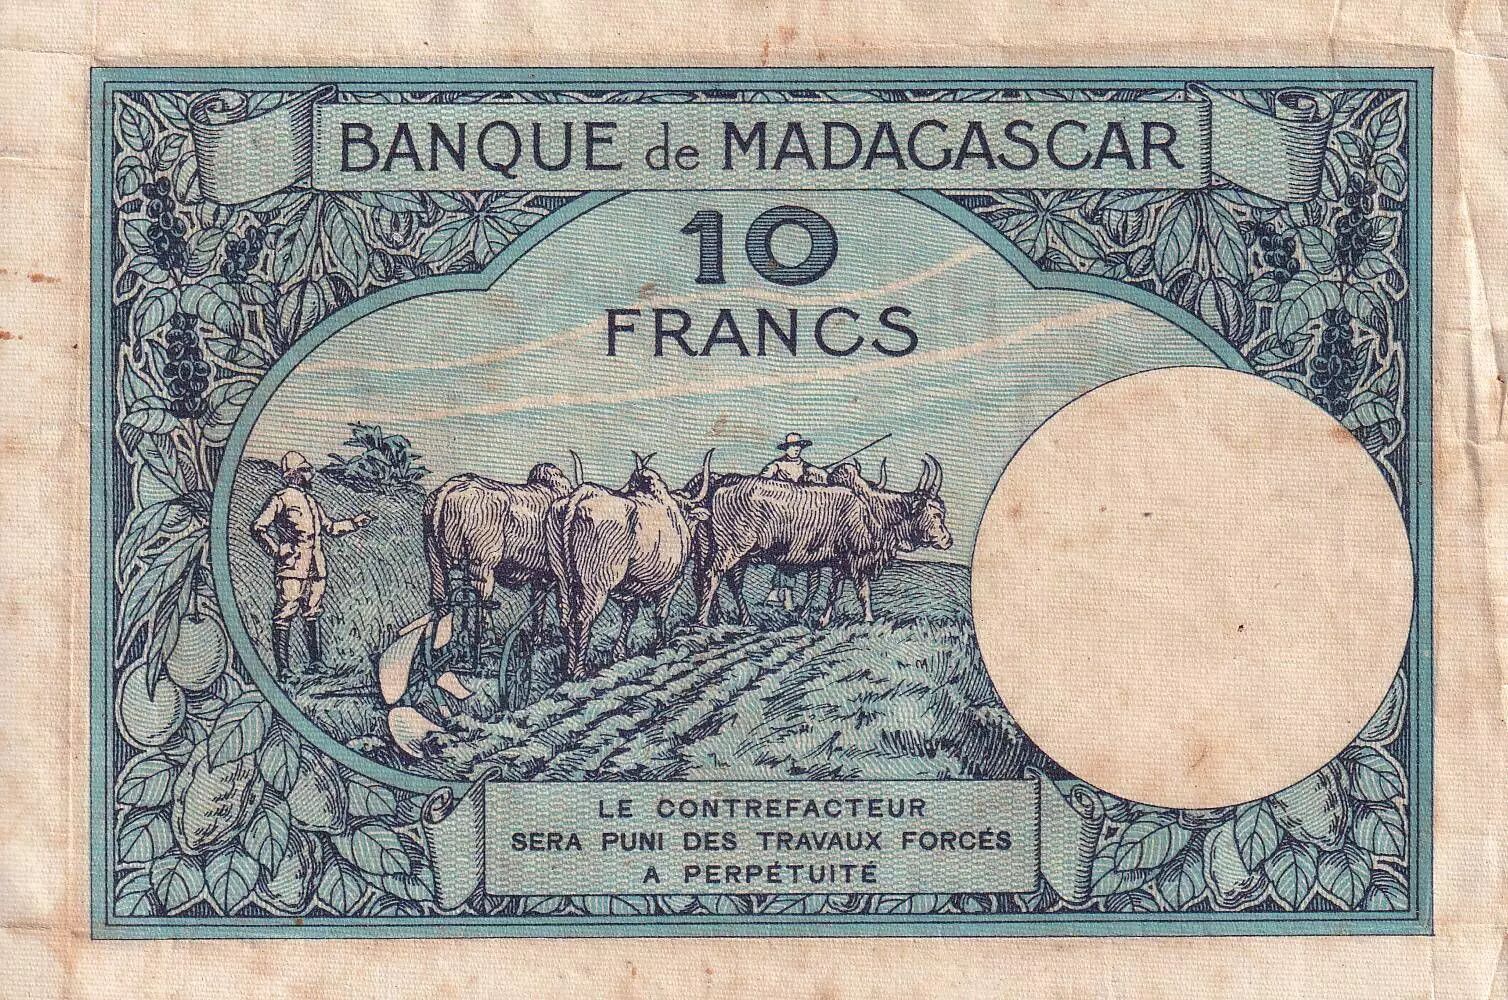 BANQUE de MADAGASCAR
10
FRANCS
LE CONTREFACTEUR
SERA PUNI DES TRAVAUX FORCÉS
A PERPÉTUITÉ